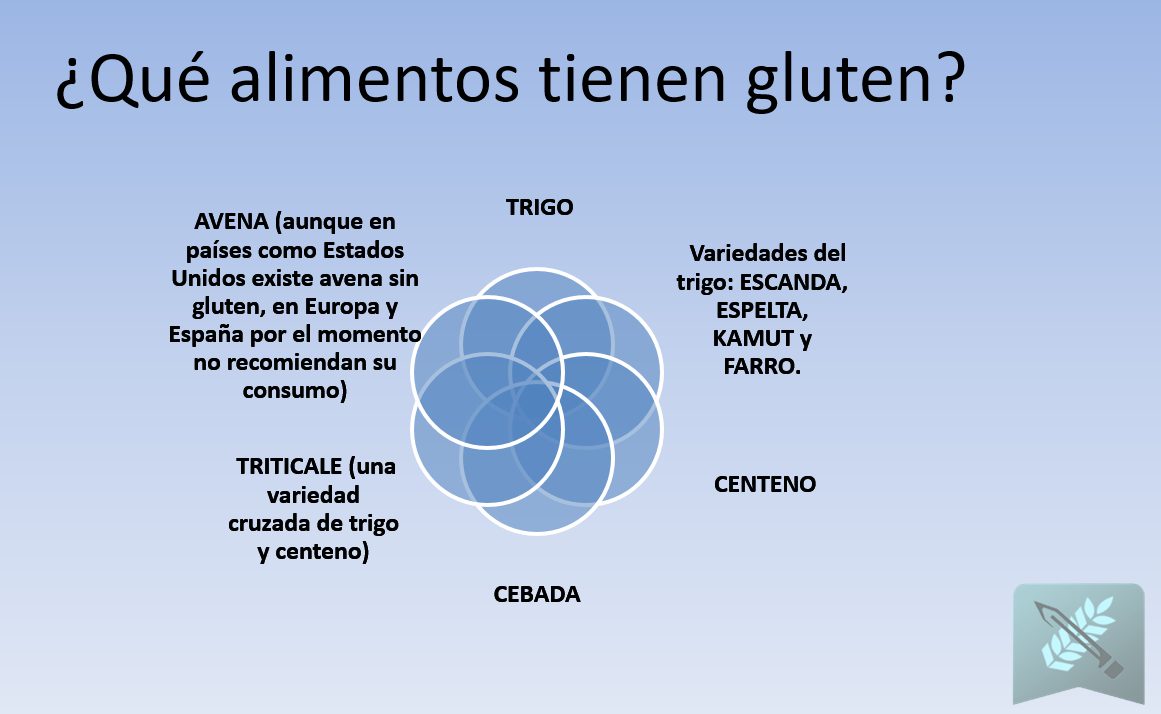 ¿Qué alimentos tienen gluten?
TRIGO
Variedades del
trigo: ESCANDA,
ESPELTA,
KAMUT y
FARRO.
CENTENO
CEBADA
TRITICALE (una
variedad
cruzada de trigo
y centeno)
AVENA (aunque en
países como Estados
Unidos existe avena sin
gluten, en Europa y
España por el momento
no recomiendan su
consumo)